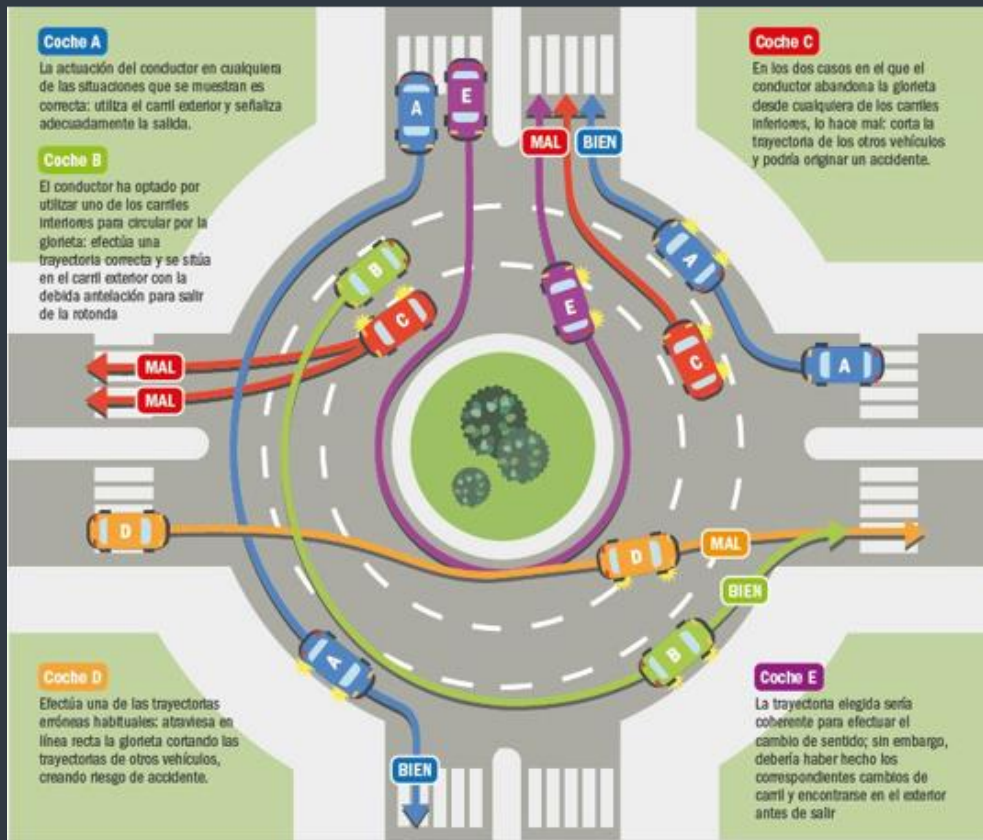 Coche A
La actuación del conductor en cualquiera
de las situaciones que se muestran es
correcta: utiliza el carril exterior y señaliza
adecuadamente la salida.
Coche B
El conductor ha optado por
utilizar uno de los carriles
interiores para circular por la
glorieta: efectúa una
trayectoria correcta y se sitúa
en el carril exterior con la
debida antelación para salir
de la rotonda
Coche C
En los dos casos en el que el
conductor abandona la glorieta
desde cualquiera de los carriles
inferiores, lo hace mal: corta la
trayectoria de los otros vehículos
y podría originar un accidente.
A
E
MAL
BIEN
B
A
C
E
MAL
C
A
MAL
D
D
MAL
BIEN
A
B
BIEN
Coche D
Efectúa una de las trayectorias
erróneas habituales: atraviesa en
línea recta la glorieta cortando las
trayectorias de otros vehículos,
creando riesgo de accidente.
Coche E
La trayectoria elegida sería
coherente para efectuar el
cambio de sentido; sin embargo,
debería haber hecho los
correspondientes cambios de
carril y encontrarse en el exterior
antes de salir